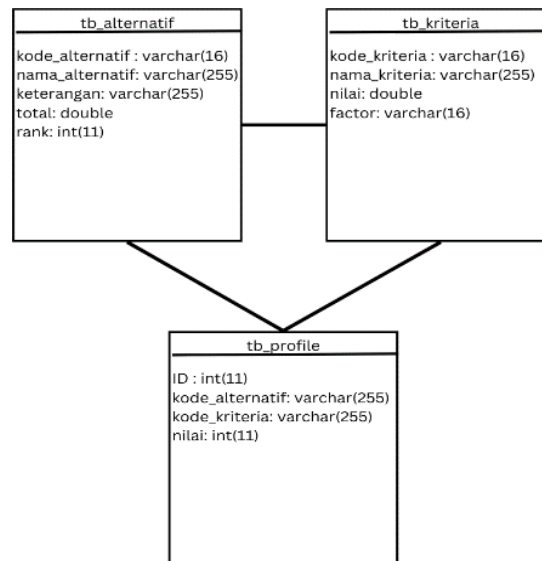 tb_alternatif
kode_alternatif : varchar(16)
nama_alternatif: varchar(255)
keterangan: varchar(255)
total: double
rank: int(11)
tb_kriteria
kode_kriteria : varchar(16)
nama_kriteria: varchar(255)
nilai: double
factor: varchar(16)
tb_profile
ID : int(11)
kode_alternatif: varchar(255)
kode_kriteria: varchar(255)
nilai: int(11)